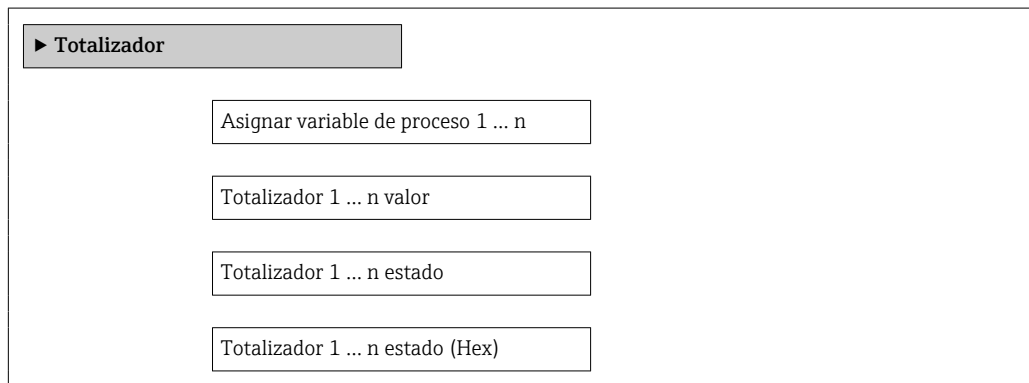 ▶ Totalizador
Asignar variable de proceso 1 … n
Totalizador 1 … n valor
Totalizador 1 … n estado
Totalizador 1 … n estado (Hex)